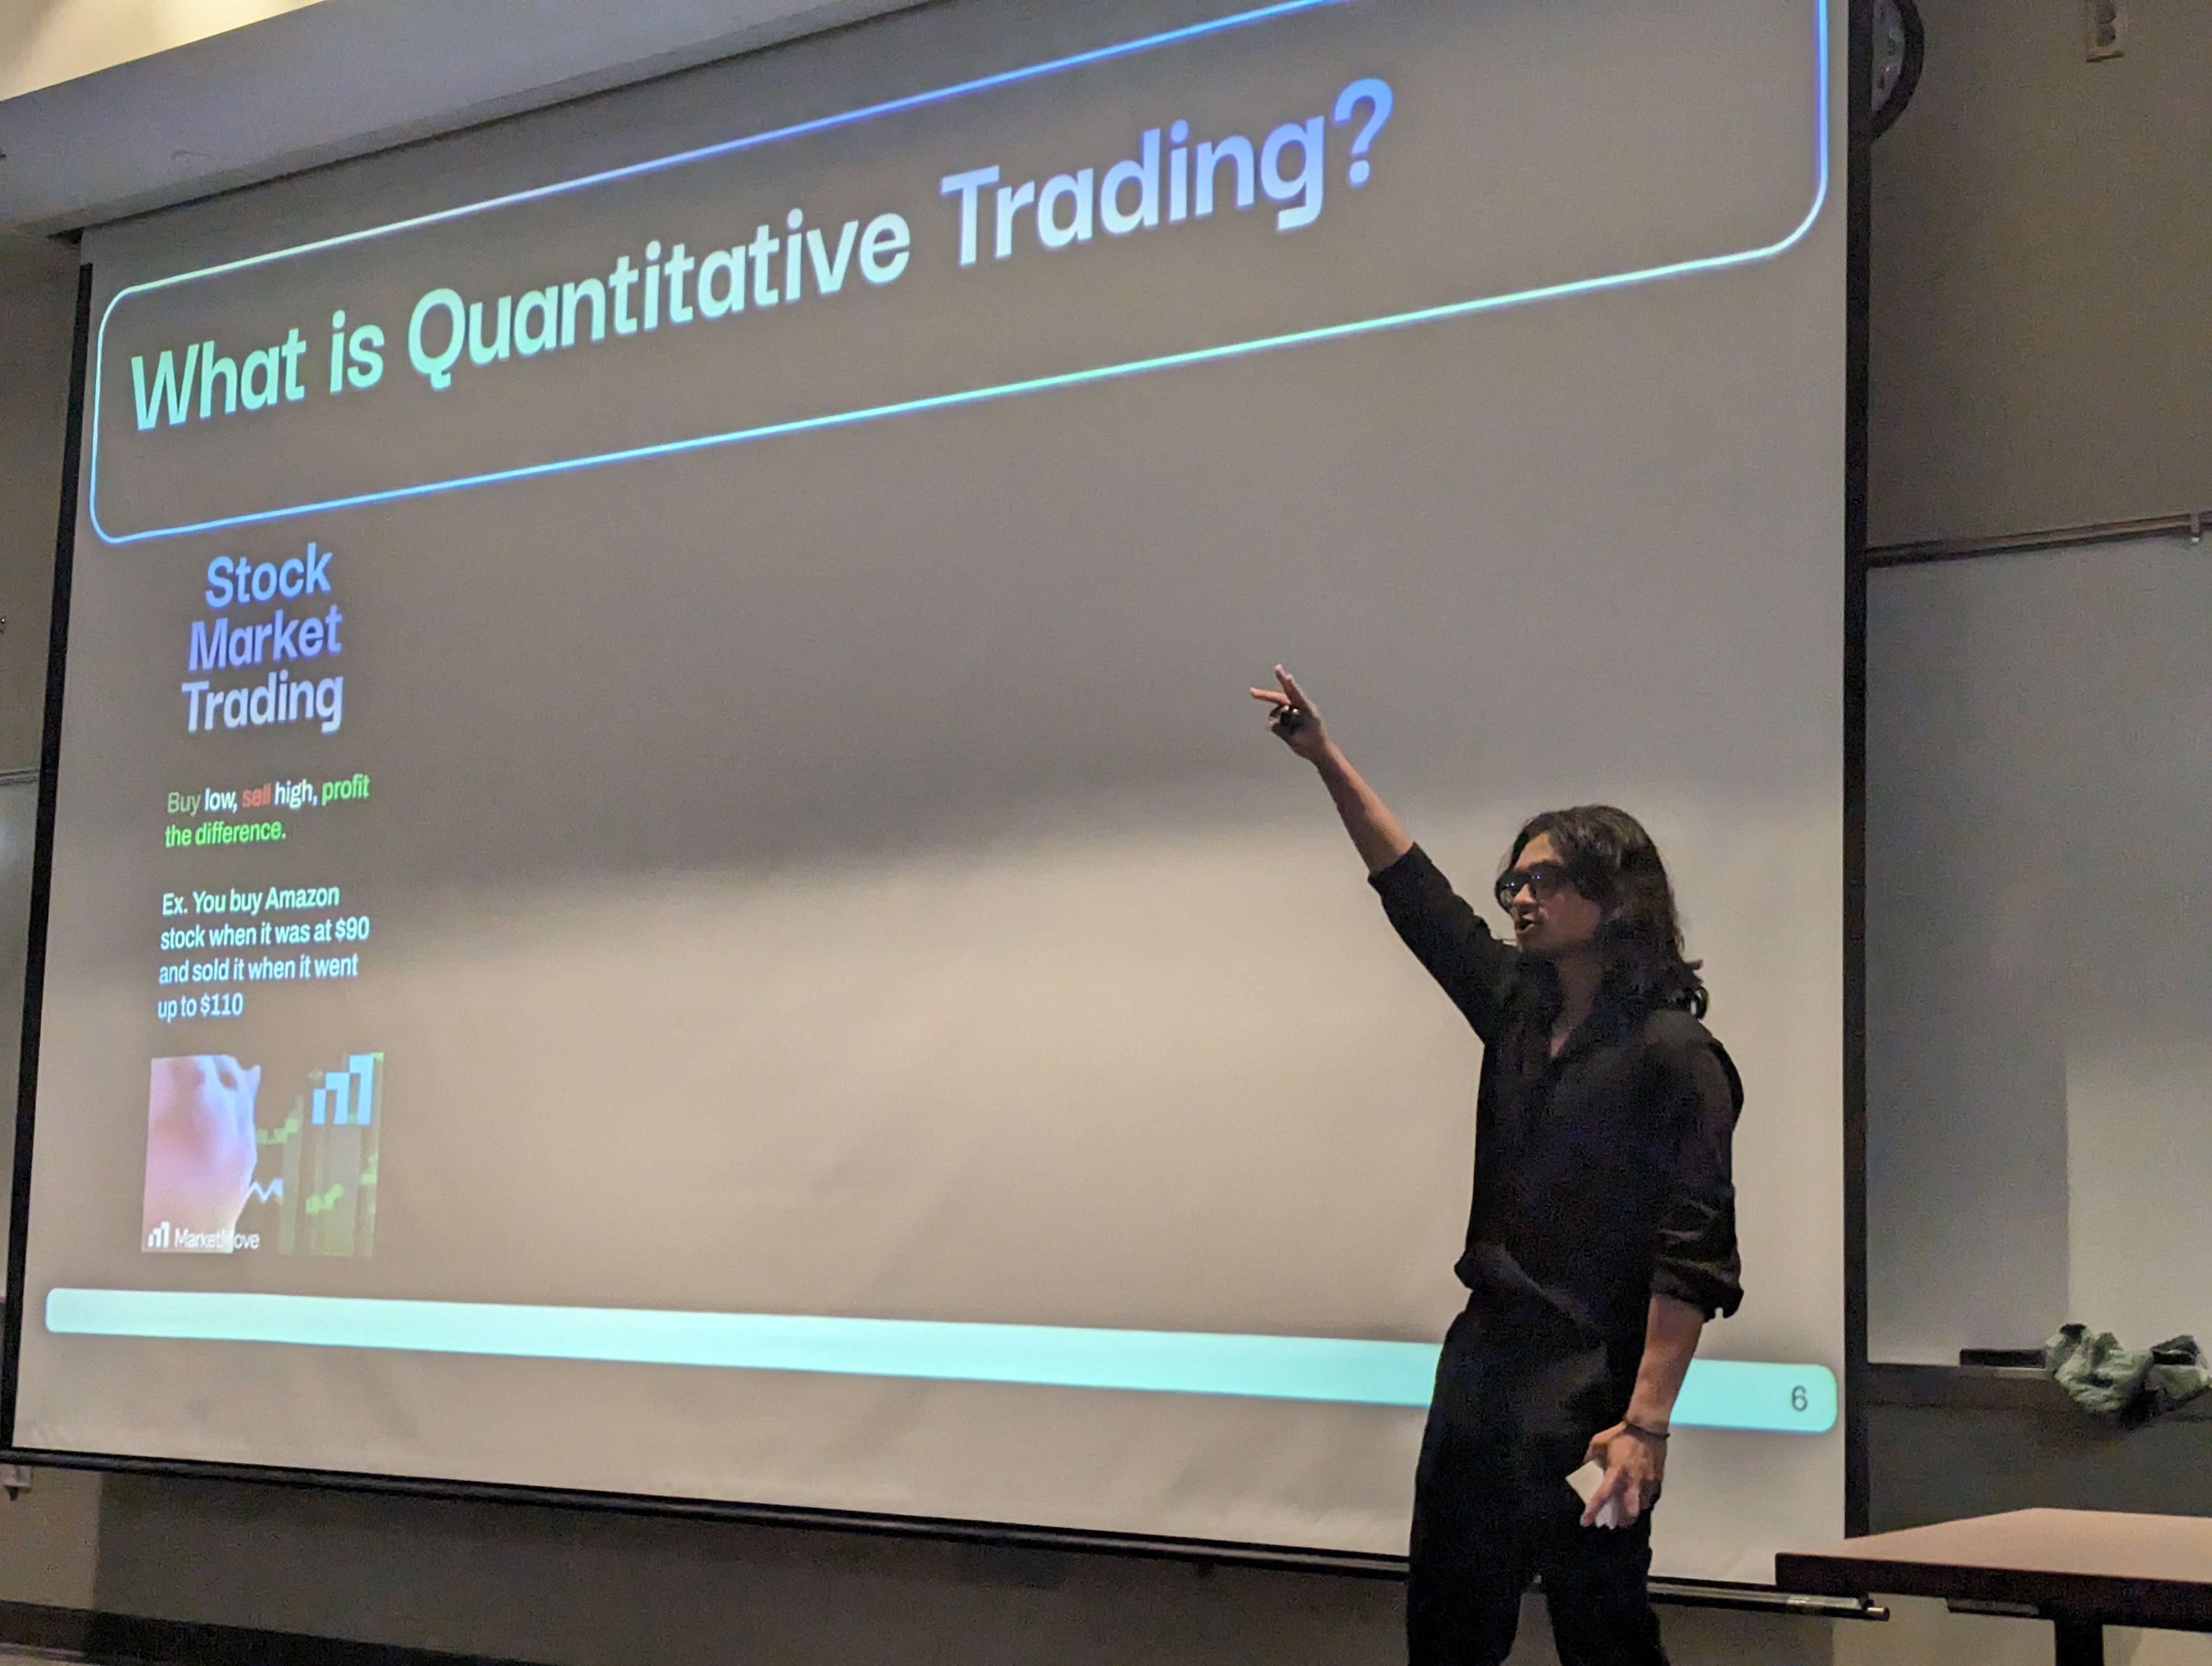 What is Quantitative Trading?
Stock
Market
Trading
Buy low, sell high, profit
the difference.
Ex. You buy Amazon
stock when it was at $90
and sold it when it went
up to $110
MarketMove
6